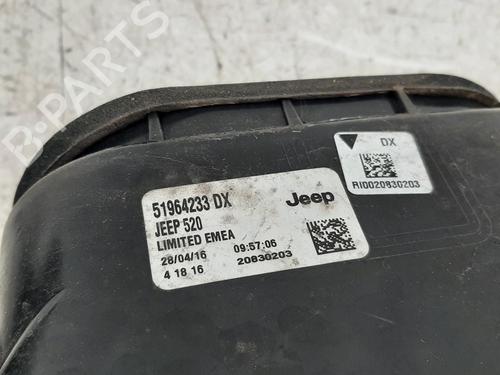 B-Parts
51964233 DX
Jeep
JEEP 520
LIMITED EMEA
28/04/16 09:57:06
4 18 16 20830203
DX
RI0020830203